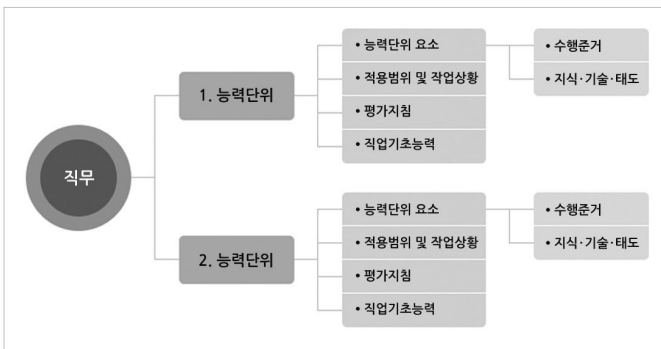 직무
1. 능력단위
• 능력단위 요소
• 적용범위 및 작업상황
• 평가지침
• 직업기초능력
• 수행준거
• 지식·기술·태도
2. 능력단위
• 능력단위 요소
• 적용범위 및 작업상황
• 평가지침
• 직업기초능력
• 수행준거
• 지식·기술·태도